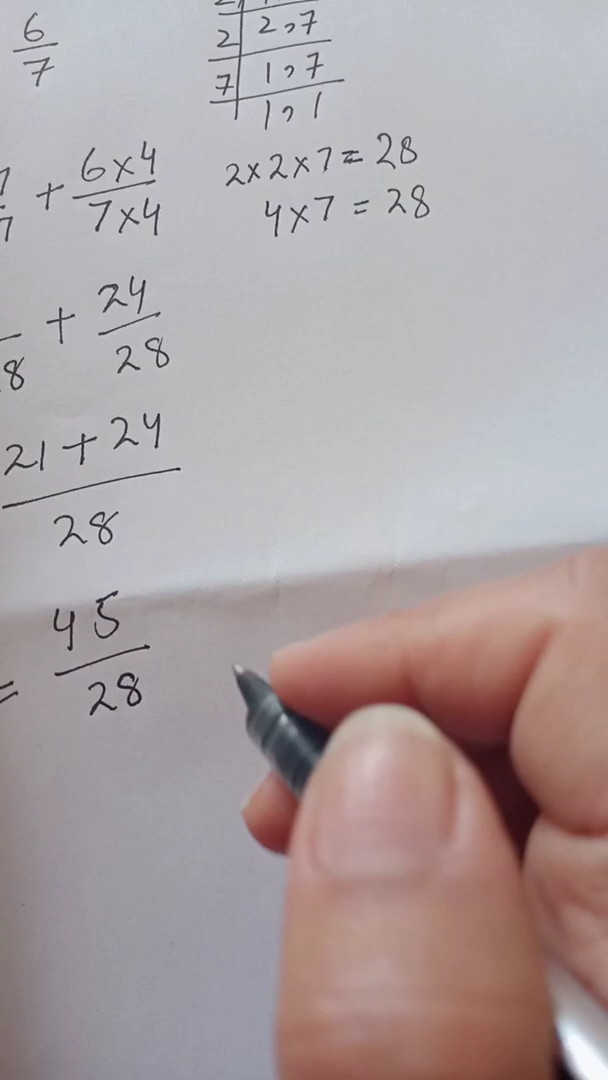 6/7
2 | 2, 7
7 | 1, 7
1, 1
+ 6×4/7×4
2×2×7 = 28
4×7 = 28
+ 24/28
21+24/28
= 45/28